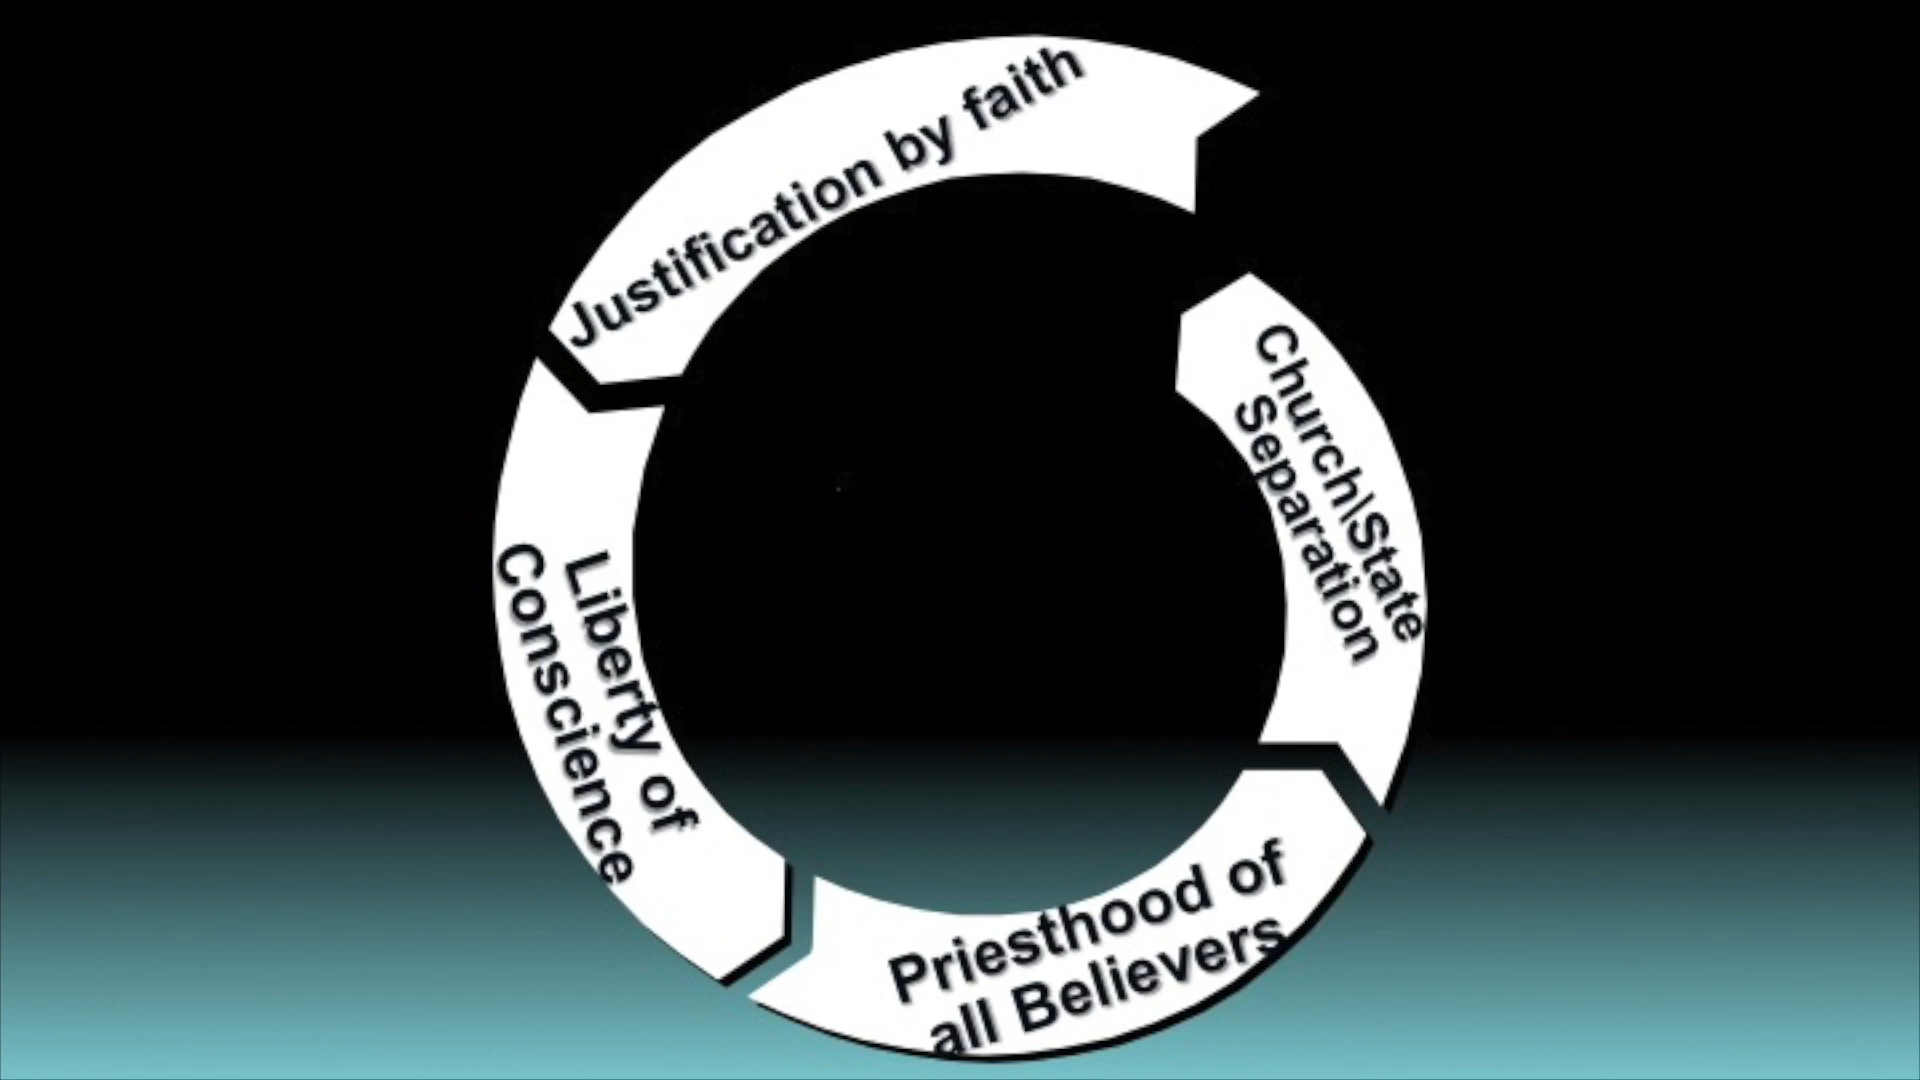 Justification by faith
Church\State
Separation
Priesthood of
all Believers
Liberty of
Conscience